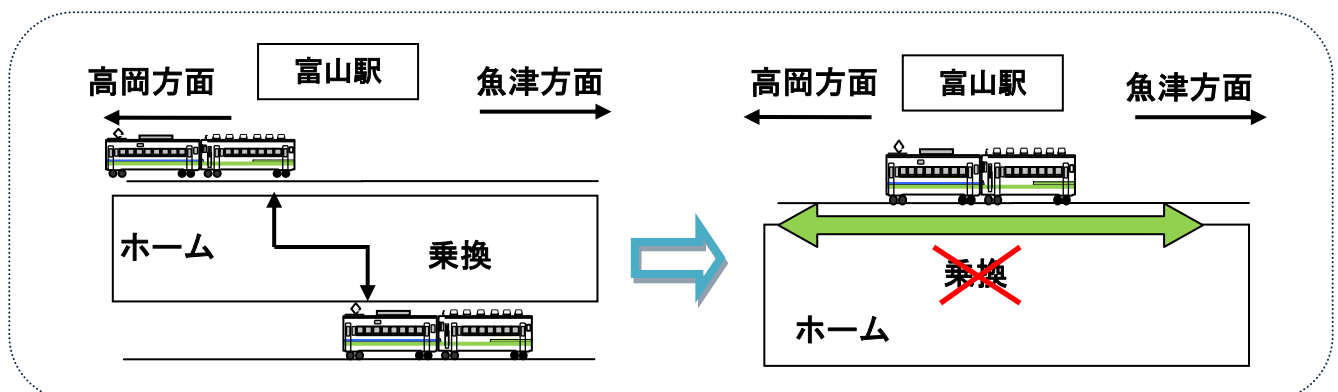 富山駅
高岡方面
魚津方面
ホーム
乗換
富山駅
高岡方面
魚津方面
乗換
ホーム